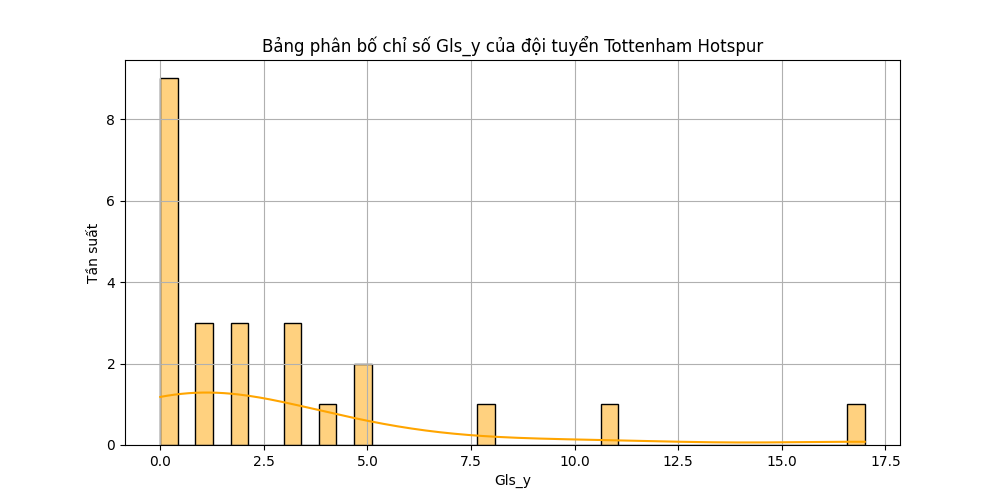 Bảng phân bố chỉ số Gls_y của đội tuyển Tottenham Hotspur
Tần suất
8
6
4
2
0
0.0 2.5 5.0 7.5 10.0 12.5 15.0 17.5
Gls_y